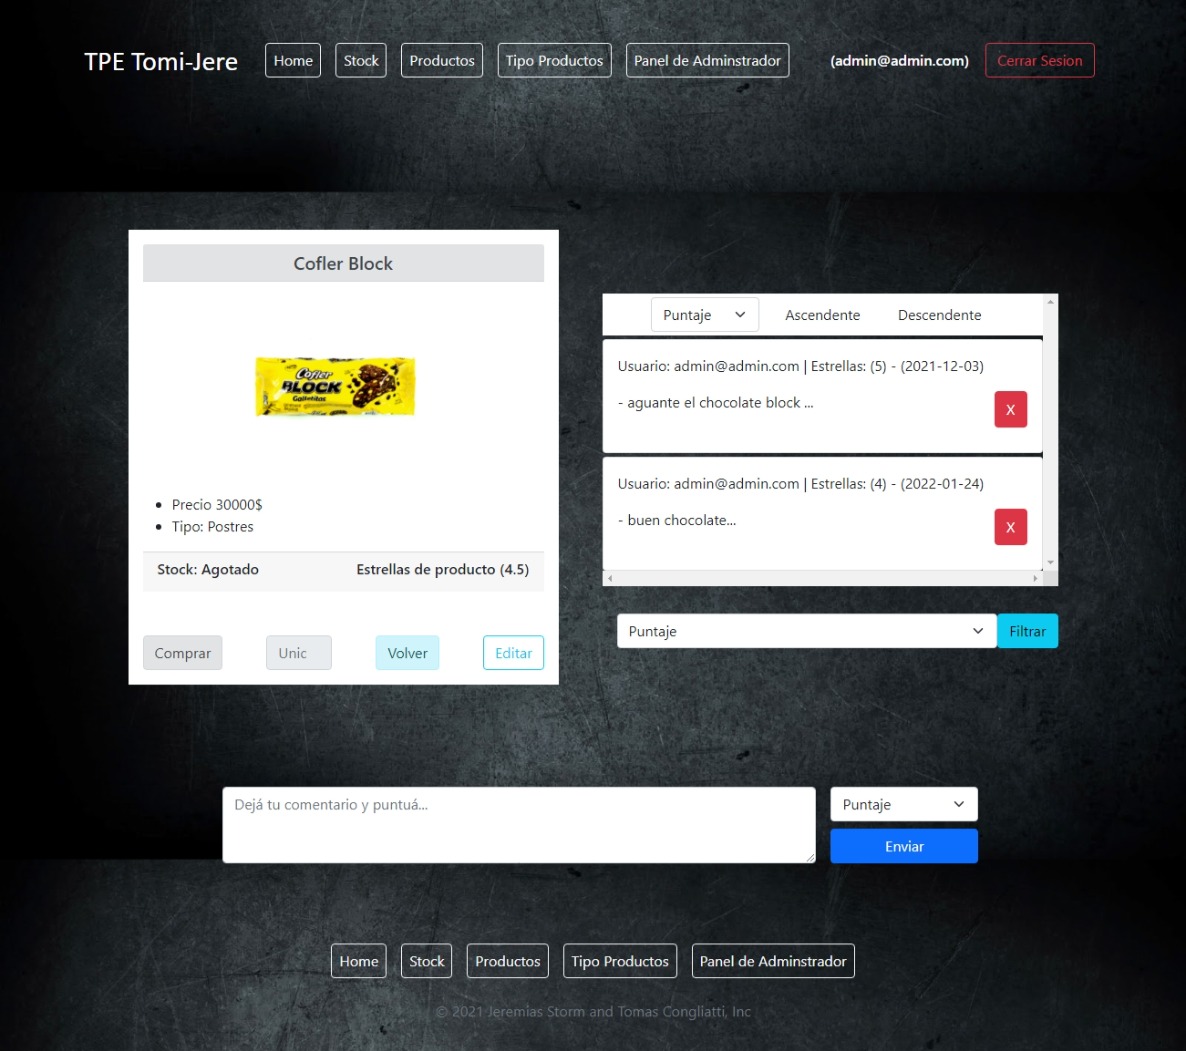 TPE Tomi-Jere Home Stock Productos Tipo Productos Panel de Adminstrador (admin@admin.com) Cerrar Sesion
Cofler Block
Cofler
BLOCK
Galletitas
Precio 30000$
Tipo: Postres
Stock: Agotado Estrellas de producto (4.5)
Comprar Unic Volver Editar
Puntaje Ascendente Descendente
Usuario: admin@admin.com | Estrellas: (5) - (2021-12-03)
- aguante el chocolate block ...
X
Usuario: admin@admin.com | Estrellas: (4) - (2022-01-24)
- buen chocolate...
X
Puntaje Filtrar
Dejá tu comentario y puntuá...
Puntaje
Enviar
Home Stock Productos Tipo Productos Panel de Adminstrador
© 2021 Jeremias Storm and Tomas Congliatti, Inc